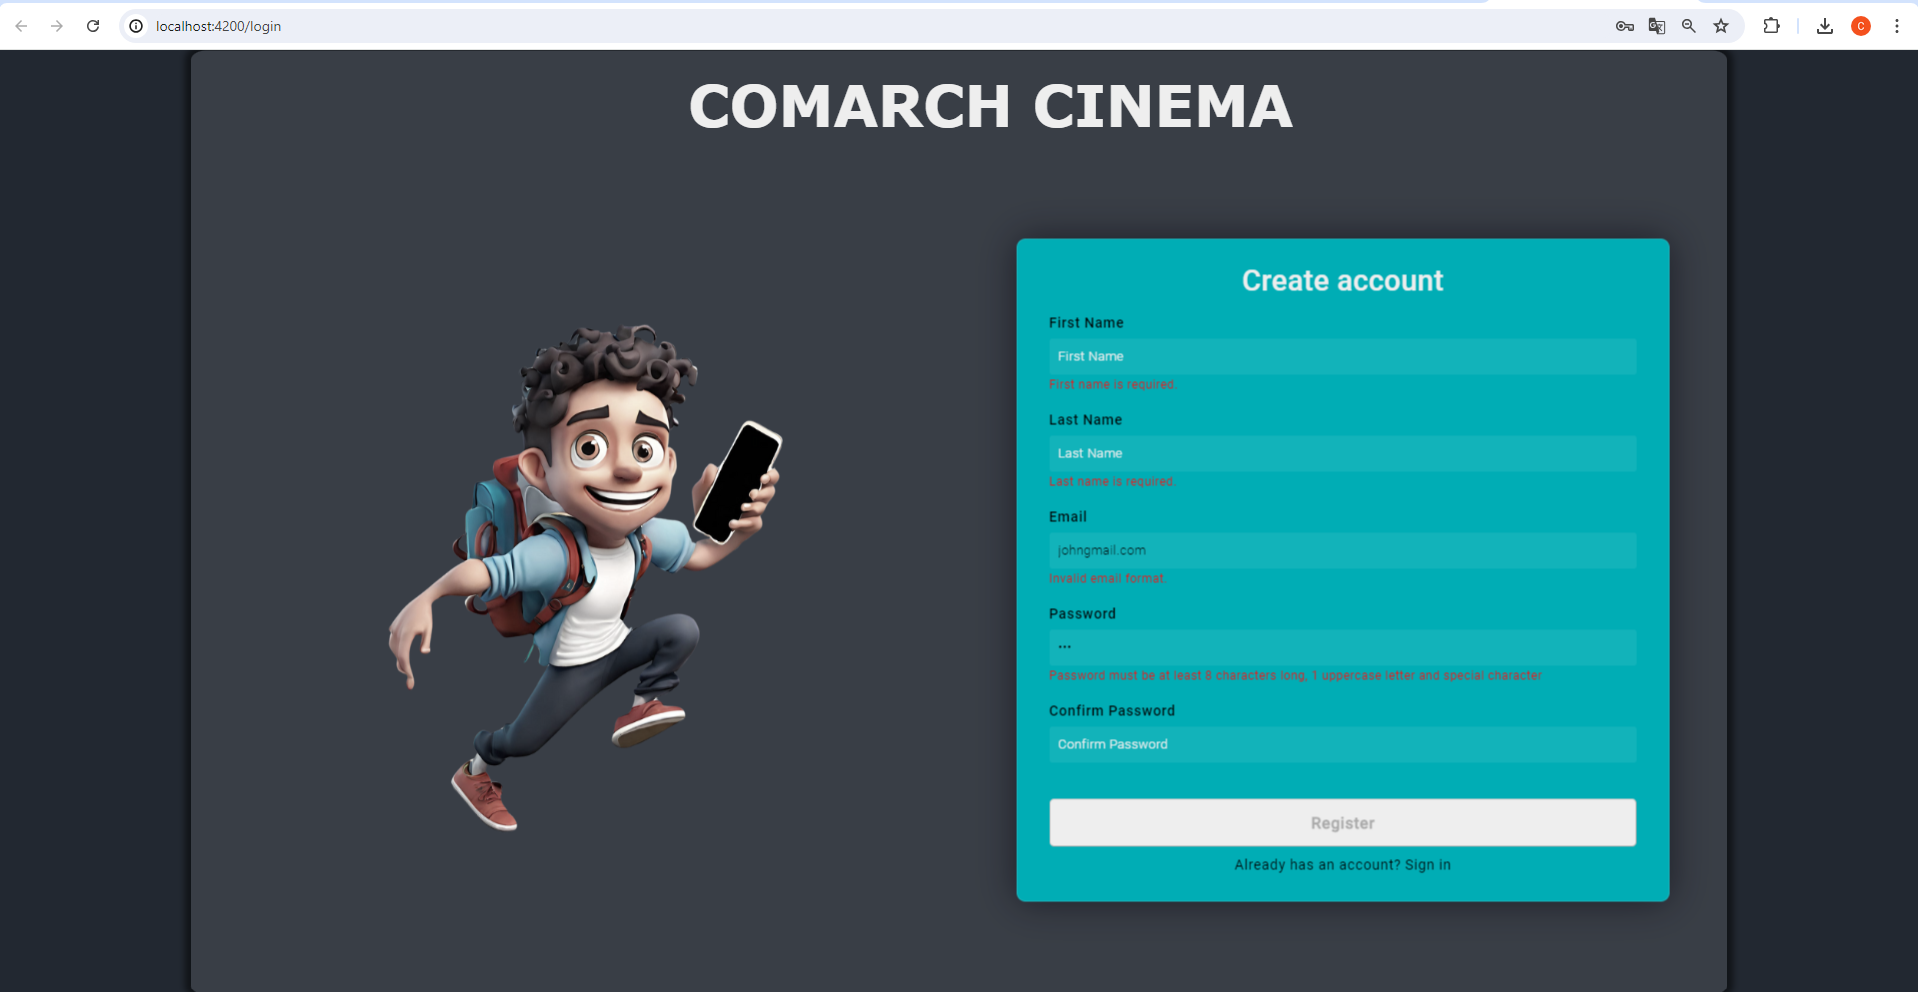 localhost:4200/login
C
COMARCH CINEMA
Create account
First Name
First Name
First name is required.
Last Name
Last Name
Last name is required.
Email
johngmail.com
Invalid email format.
Password
•••
Password must be at least 8 characters long, 1 uppercase letter and special character
Confirm Password
Confirm Password
Register
Already has an account? Sign in